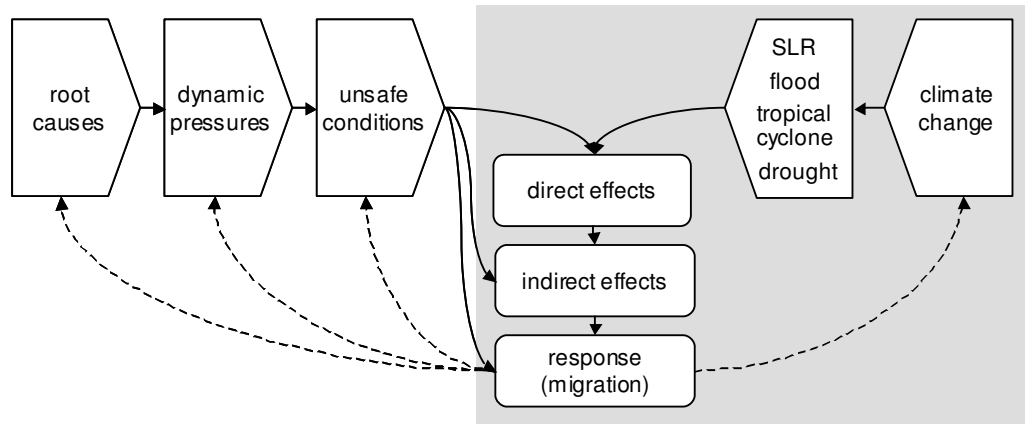 root
causes
dynamic
pressures
unsafe
conditions
SLR
flood
tropical
cyclone
drought
climate
change
direct effects
indirect effects
response
(migration)